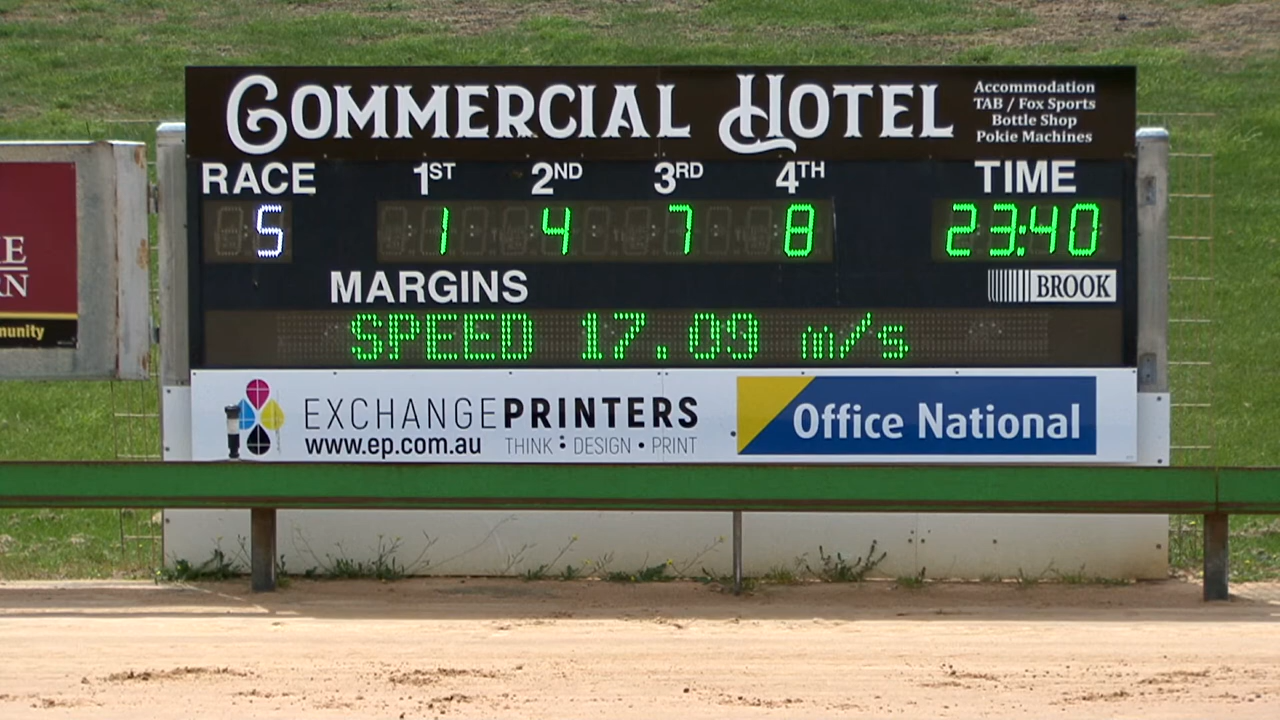 COMMERCIAL HOTEL
Accommodation
TAB / Fox Sports
Bottle Shop
Pokie Machines
RACE 1ST 2ND 3RD 4TH TIME
5 1 4 7 8 23:40
MARGINS
BROOK
SPEED 17.09 m/s
EXCHANGEPRINTERS
www.ep.com.au THINK : DESIGN • PRINT
Office National